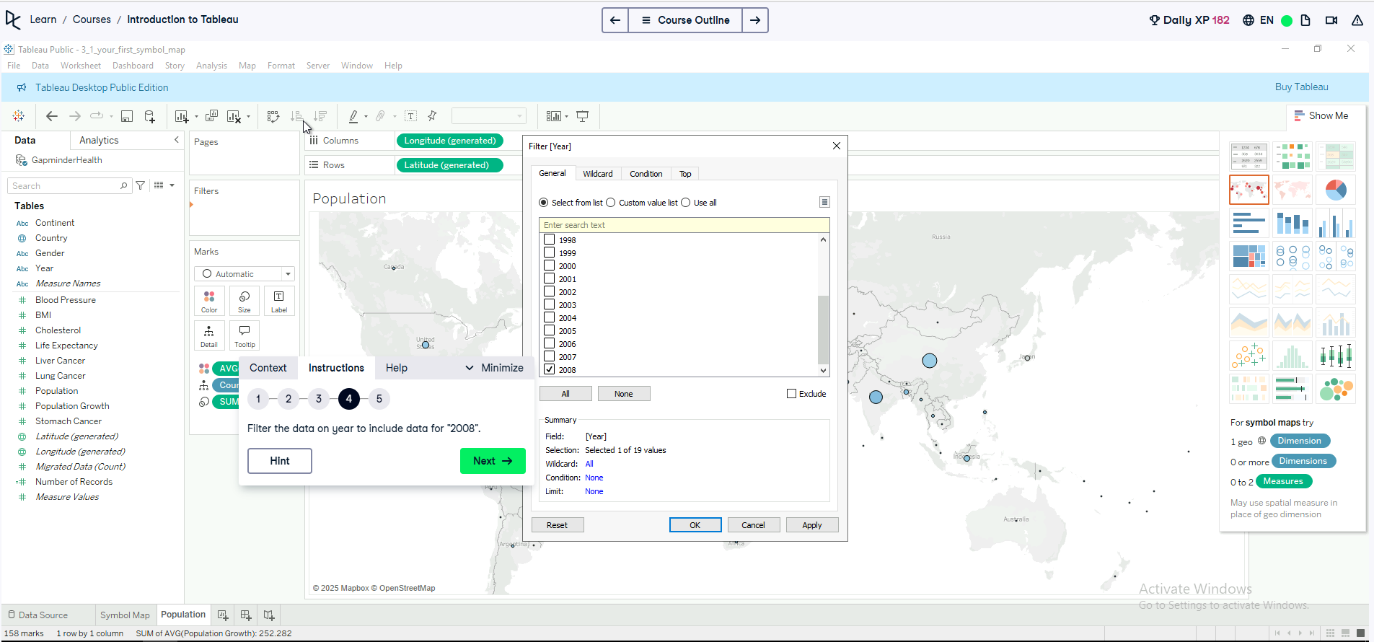 Learn / Courses / Introduction to Tableau
Course Outline
Daily XP 182
EN
Tableau Public - 3_1_your_first_symbol_map
File Data Worksheet Dashboard Story Analysis Map Format Server Window Help
Tableau Desktop Public Edition
Buy Tableau
Show Me
Data
Analytics
GapminderHealth
Search
Tables
Abc Continent
Country
Abc Gender
Abc Year
Abc Measure Names
Blood Pressure
BMI
Cholesterol
Life Expectancy
Liver Cancer
Lung Cancer
Population
Population Growth
Stomach Cancer
Latitude (generated)
Longitude (generated)
Migrated Data (Count)
Number of Records
Measure Values
Pages
Filters
Marks
Automatic
Color
Size
Label
Detail
Tooltip
AVG
Coun
SUM
Columns
Longitude (generated)
Rows
Latitude (generated)
Population
Canada
United
Russia
Australia
© 2025 Mapbox © OpenStreetMap
Context
Instructions
Help
Minimize
1 2 3 4 5
Filter the data on year to include data for "2008".
Hint
Next →
Filter [Year]
General
Wildcard
Condition
Top
Select from list
Custom value list
Use all
Enter search text
1998
1999
2000
2001
2002
2003
2004
2005
2006
2007
2008
All
None
Exclude
Summary
Field: [Year]
Selection: Selected 1 of 19 values
Wildcard: All
Condition: None
Limit: None
Reset
OK
Cancel
Apply
For symbol maps try
1 geo Dimension
0 or more Dimensions
0 to 2 Measures
May use spatial measure in
place of geo dimension
Activate Windows
Go to Settings to activate Windows.
Data Source
Symbol Map
Population
158 marks 1 row by 1 column SUM of AVG(Population Growth): 252.282